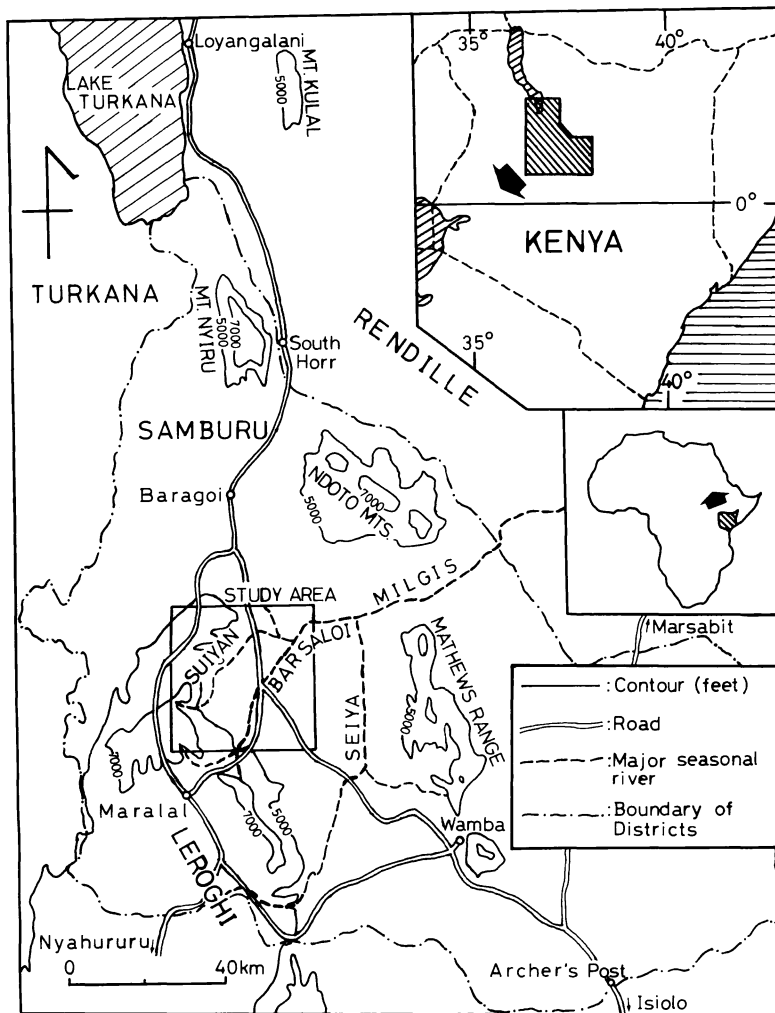 Loyangalani
LAKE
TURKANA
MT. KULAL
5000
TURKANA
MT. NYIRU
5000
7000
South
Horr
RENDILLE
SAMBURU
Baragoi
NDOTO MTS.
7000
5000
STUDY AREA
MILGIS
SUIYAN
BARSALOI
SEIYA
MATHEWS RANGE
5000
7000
Maralal
7000
5000
LEROGHI
Wamba
Nyahururu
0 40km
Archer's Post
Isiolo
35° 40°
0°
KENYA
35°
40°
Marsabit
:Contour (feet)
:Road
:Major seasonal
river
:Boundary of
Districts